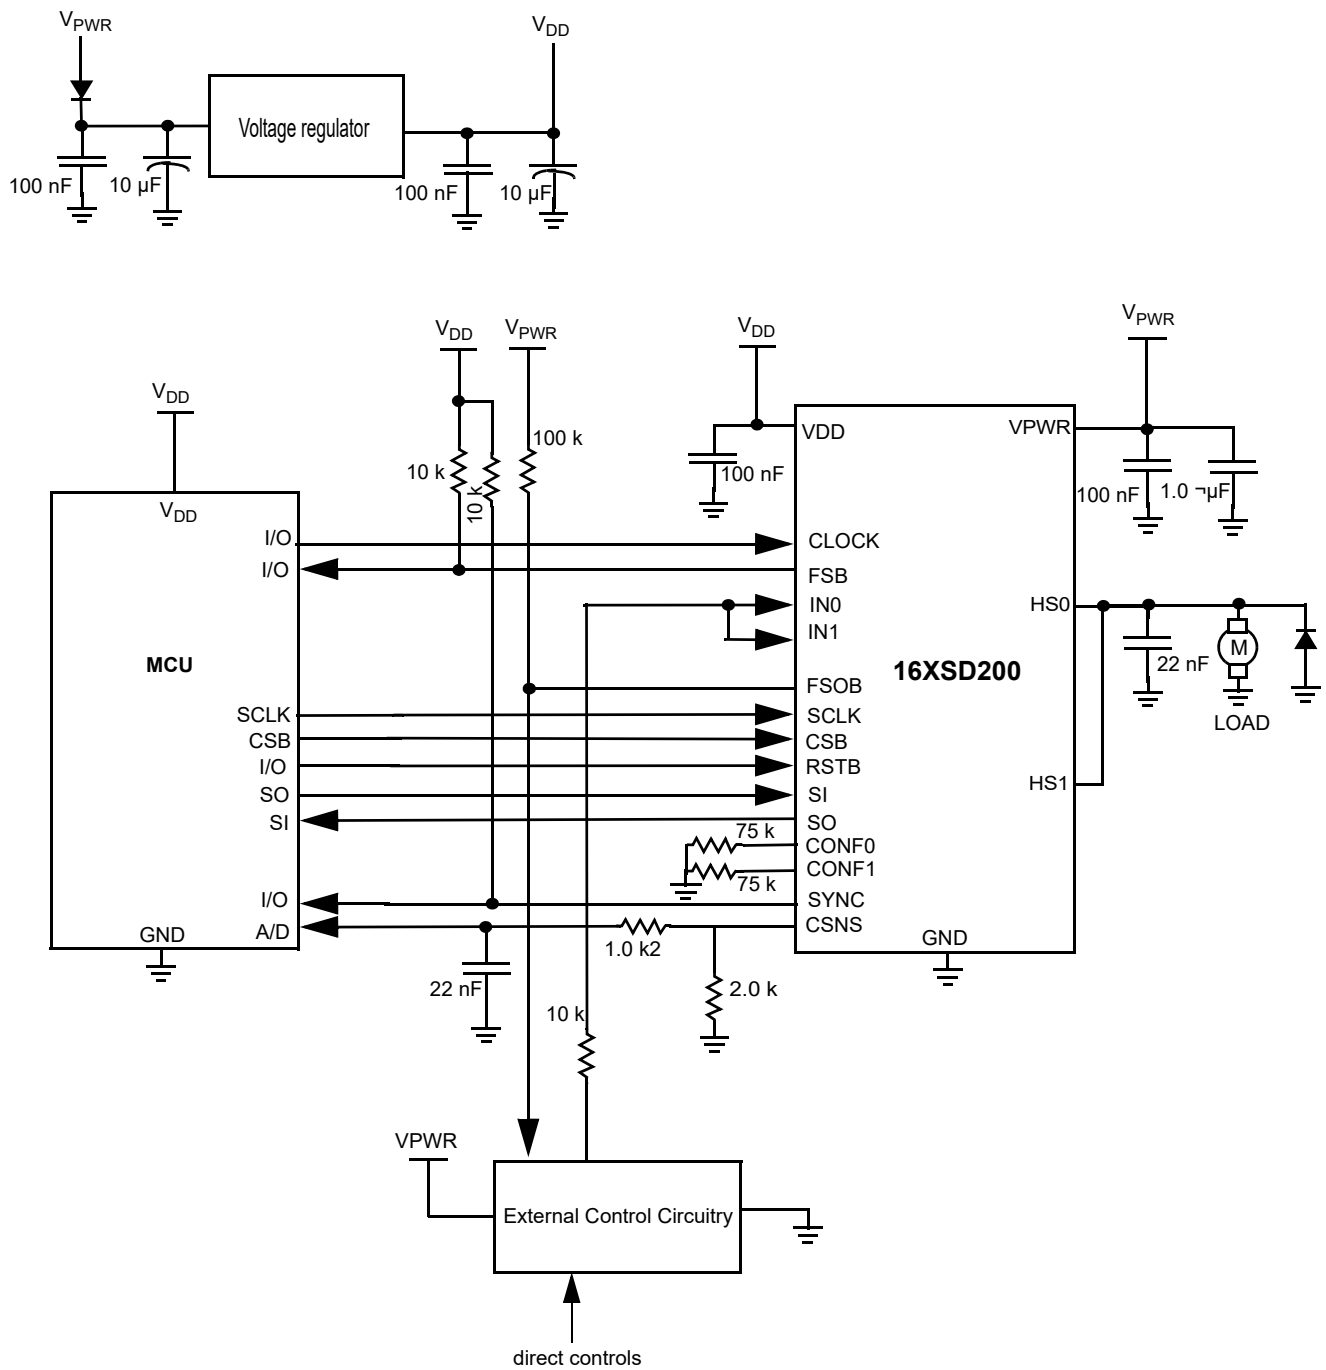 VPWR
VDD
Voltage regulator
100 nF
10 µF
100 nF
10 µF
VDD
VPWR
VDD
VPWR
VDD
10 k
10 k
100 k
VDD
VPWR
100 nF
100 nF
1.0 ¬µF
VDD
I/O
CLOCK
I/O
FSB
IN0
HS0
IN1
MCU
16XSD200
22 nF
M
LOAD
FSOB
SCLK
SCLK
CSB
CSB
I/O
RSTB
HS1
SO
SI
SI
SO
75 k
CONF0
CONF1
75 k
I/O
SYNC
A/D
CSNS
GND
GND
1.0 k2
22 nF
2.0 k
10 k
VPWR
External Control Circuitry
direct controls